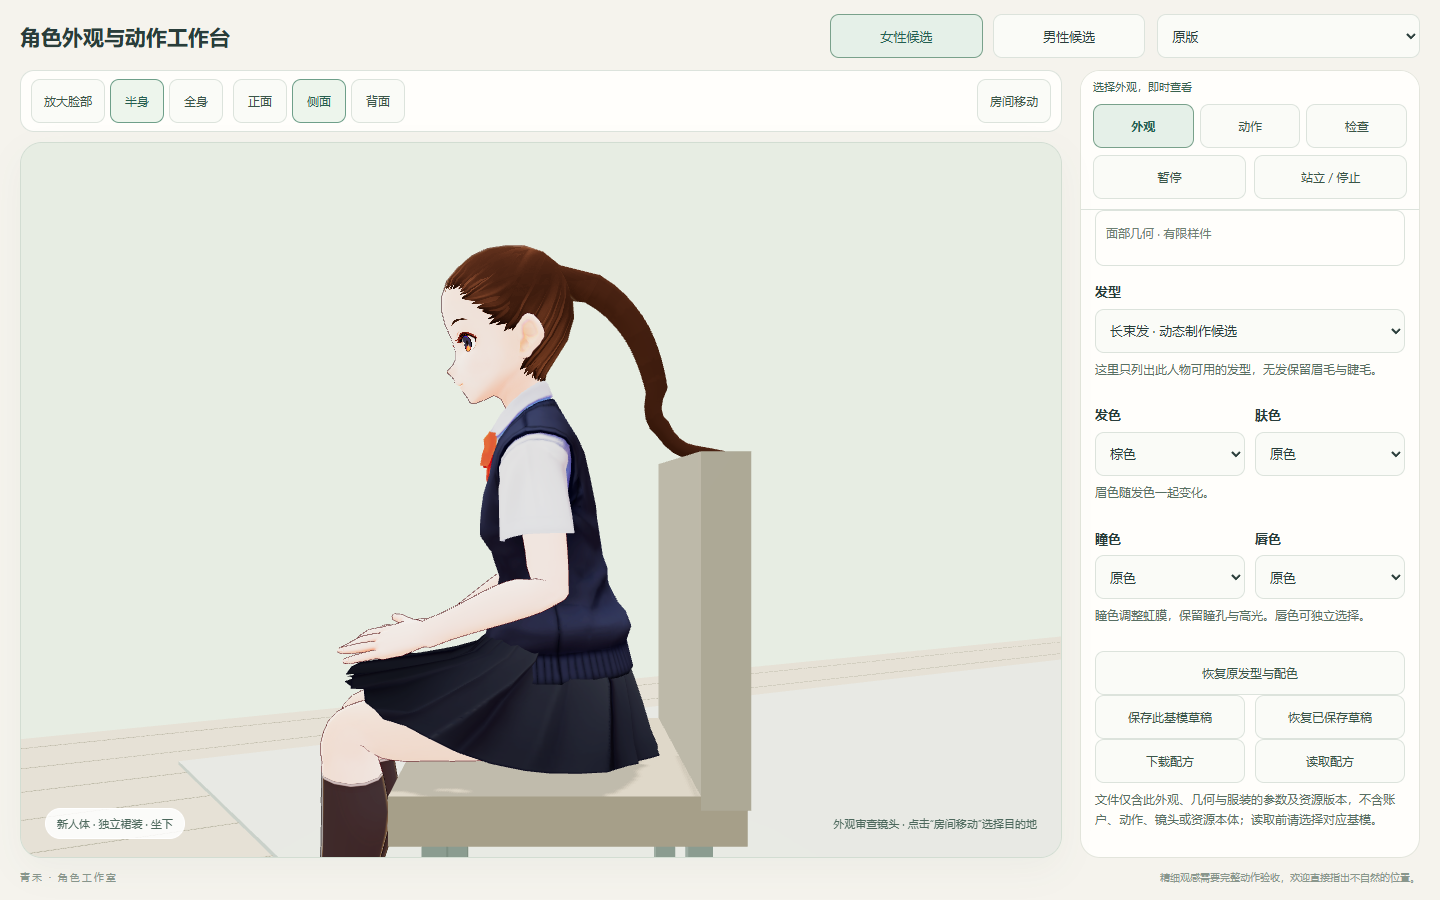 角色外观与动作工作台
女性候选
男性候选
原版
放大脸部
半身
全身
正面
侧面
背面
房间移动
选择外观，即时查看
外观
动作
检查
暂停
站立 / 停止
面部几何 · 有限样件
发型
长束发 · 动态制作候选
这里只列出此人物可用的发型，无发保留眉毛与睫毛。
发色
肤色
棕色
原色
眉色随发色一起变化。
瞳色
唇色
原色
原色
瞳色调整虹膜，保留瞳孔与高光。唇色可独立选择。
恢复原发型与配色
保存此基模草稿
恢复已保存草稿
下载配方
读取配方
文件仅含此外观、几何与服装的参数及资源版本，不含账
户、动作、镜头或资源本体；读取前请选择对应基模。
新人体 · 独立裙装 · 坐下
外观审查镜头 · 点击“房间移动”选择目的地
青禾 · 角色工作室
精细观感需要完整动作验收，欢迎直接指出不自然的位置。